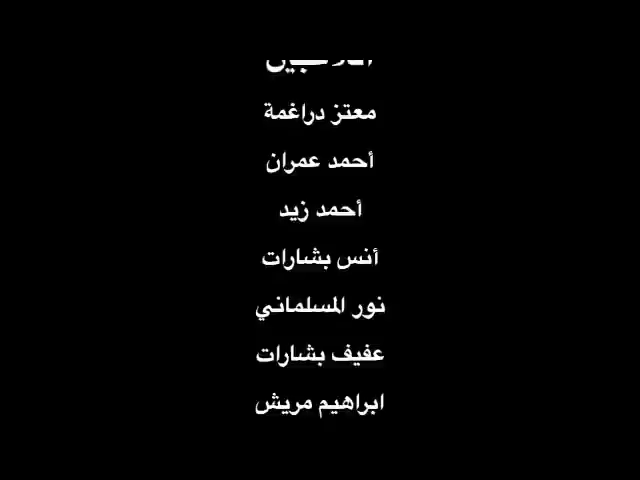 معتز دراغمة
أحمد عمران
أحمد زيد
أنس بشارات
نور المسلماني
عفيف بشارات
ابراهيم مريش